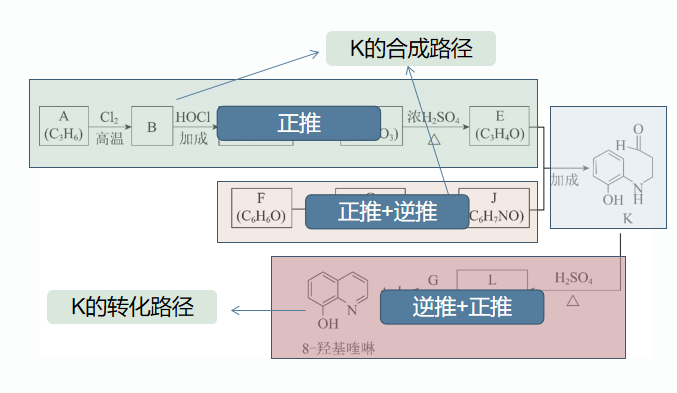 K的合成路径
A
(C₃H₆)
Cl₂
高温
B
HOCl
加成
正推
O₃)
浓H₂SO₄
△
E
(C₃H₄O)
加成
O
H
OH
N
H
K
F
(C₆H₆O)
正推+逆推
J
C₆H₇NO)
K的转化路径
OH
N
8-羟基喹啉
G
逆推+正推
L
H₂SO₄
△